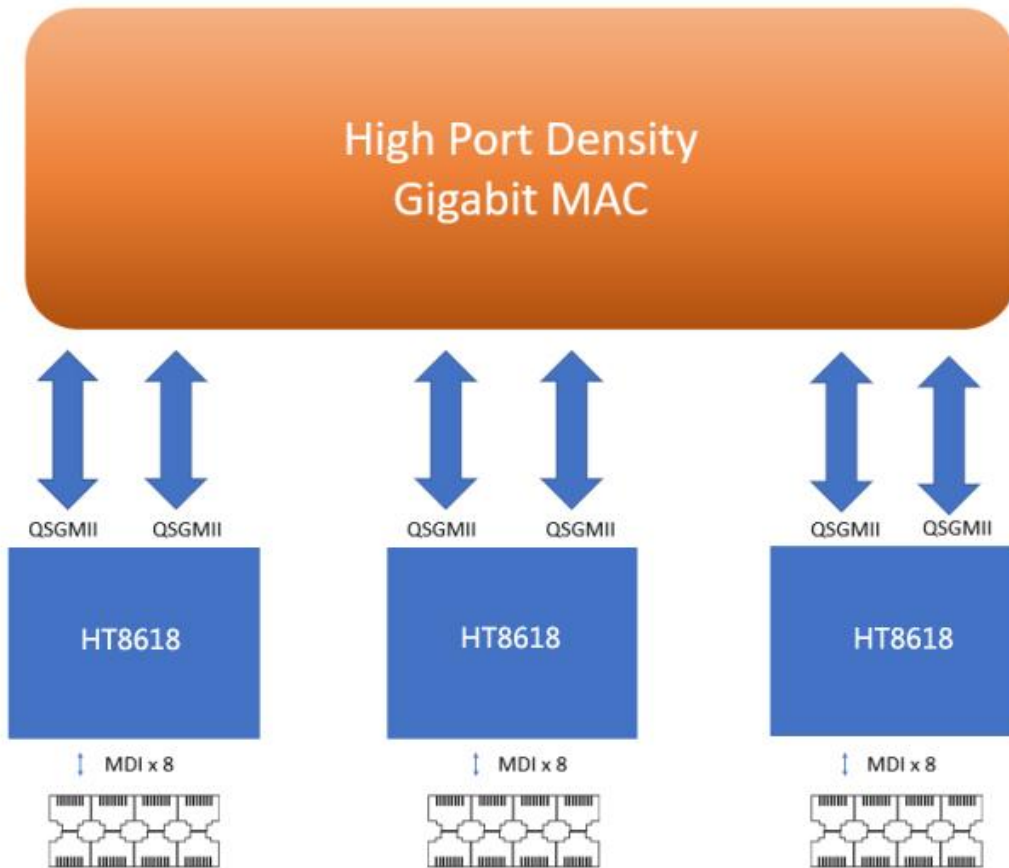 High Port Density
Gigabit MAC
QSGMII QSGMII QSGMII QSGMII QSGMII QSGMII
HT8618 HT8618 HT8618
MDI x 8 MDI x 8 MDI x 8